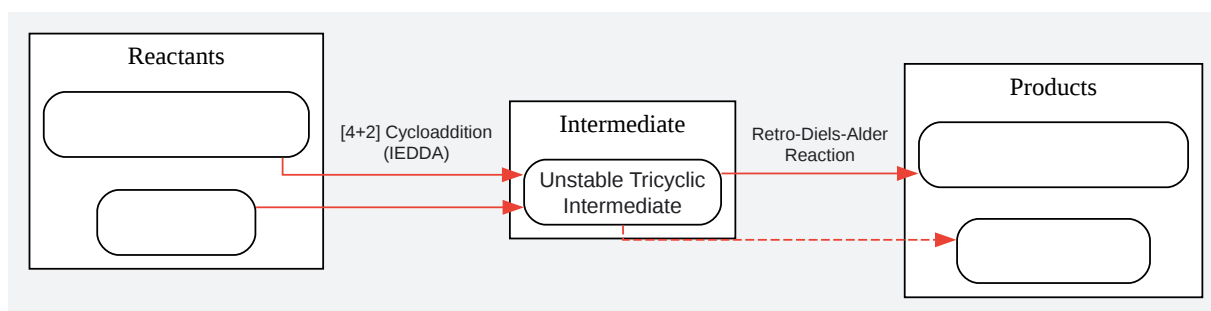 Reactants
[4+2] Cycloaddition
(IEDDA)
Intermediate
Unstable Tricyclic
Intermediate
Retro-Diels-Alder
Reaction
Products